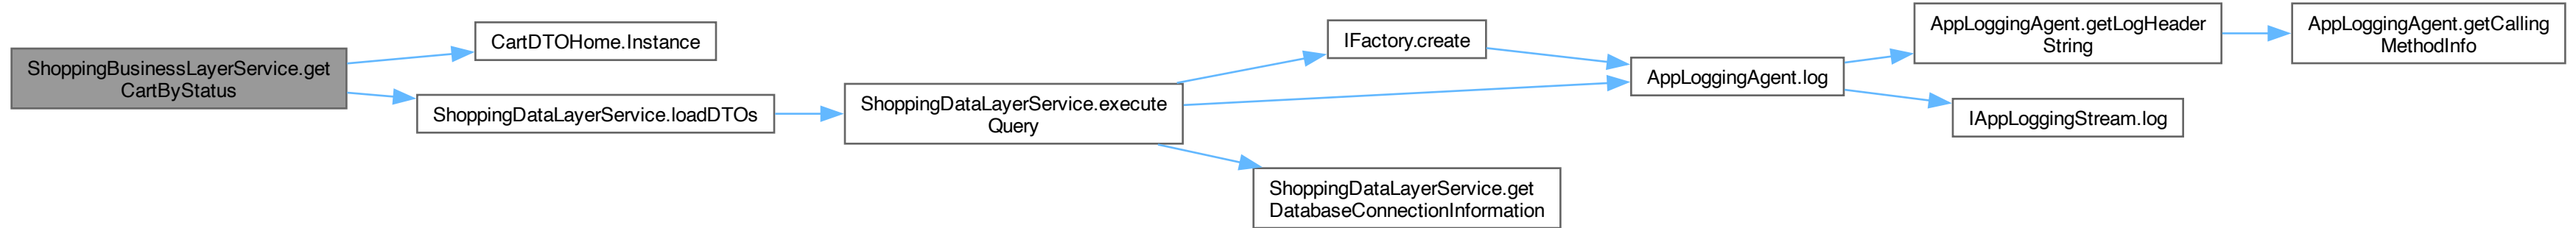 ShoppingBusinessLayerService.get
CartByStatus
CartDTOHome.Instance
ShoppingDataLayerService.loadDTOs
ShoppingDataLayerService.execute
Query
IFactory.create
ShoppingDataLayerService.get
DatabaseConnectionInformation
AppLoggingAgent.log
AppLoggingAgent.getLogHeader
String
IAppLoggingStream.log
AppLoggingAgent.getCalling
MethodInfo